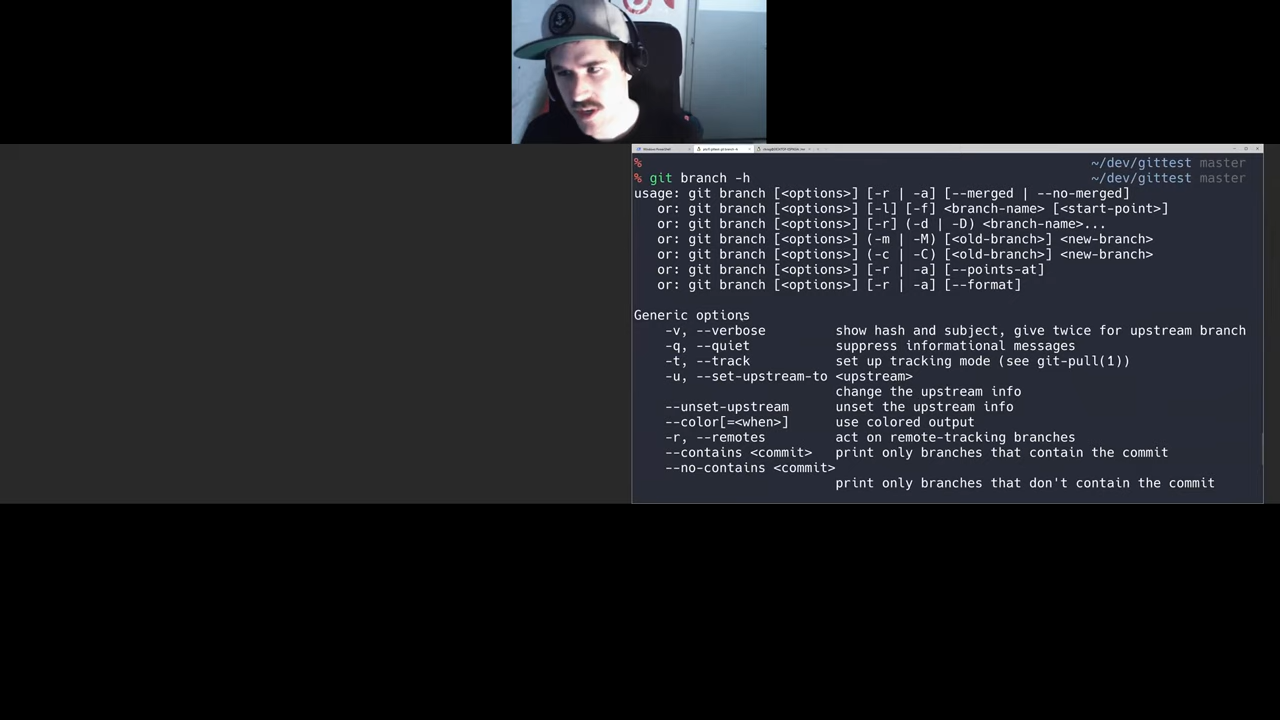 %                                                          ~/dev/gittest master
% git branch -h                                            ~/dev/gittest master
usage: git branch [<options>] [-r | -a] [--merged | --no-merged]
   or: git branch [<options>] [-l] [-f] <branch-name> [<start-point>]
   or: git branch [<options>] [-r] (-d | -D) <branch-name>...
   or: git branch [<options>] (-m | -M) [<old-branch>] <new-branch>
   or: git branch [<options>] (-c | -C) [<old-branch>] <new-branch>
   or: git branch [<options>] [-r | -a] [--points-at]
   or: git branch [<options>] [-r | -a] [--format]
Generic options
    -v, --verbose         show hash and subject, give twice for upstream branch
    -q, --quiet           suppress informational messages
    -t, --track           set up tracking mode (see git-pull(1))
    -u, --set-upstream-to <upstream>
                          change the upstream info
    --unset-upstream      unset the upstream info
    --color[=<when>]      use colored output
    -r, --remotes         act on remote-tracking branches
    --contains <commit>   print only branches that contain the commit
    --no-contains <commit>
                          print only branches that don't contain the commit